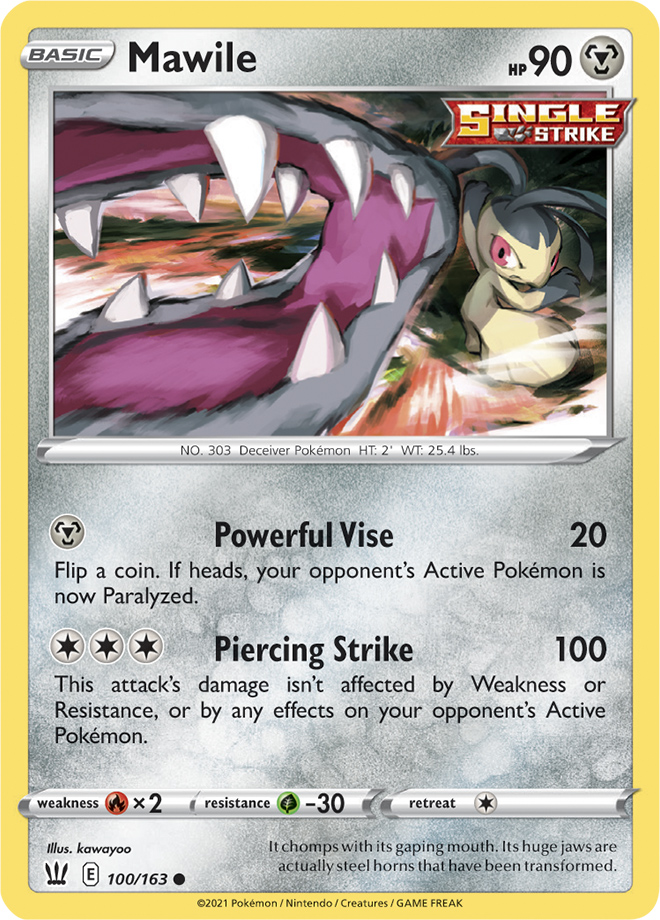 BASIC
Mawile
HP 90
SINGLE
STRIKE
NO. 303 Deceiver Pokémon HT: 2' WT: 25.4 lbs.
Powerful Vise 20
Flip a coin. If heads, your opponent's Active Pokémon is
now Paralyzed.
Piercing Strike 100
This attack's damage isn't affected by Weakness or
Resistance, or by any effects on your opponent's Active
Pokémon.
weakness ×2 resistance -30 retreat
Illus. kawayoo
It chomps with its gaping mouth. Its huge jaws are
actually steel horns that have been transformed.
E 100/163
©2021 Pokémon / Nintendo / Creatures / GAME FREAK